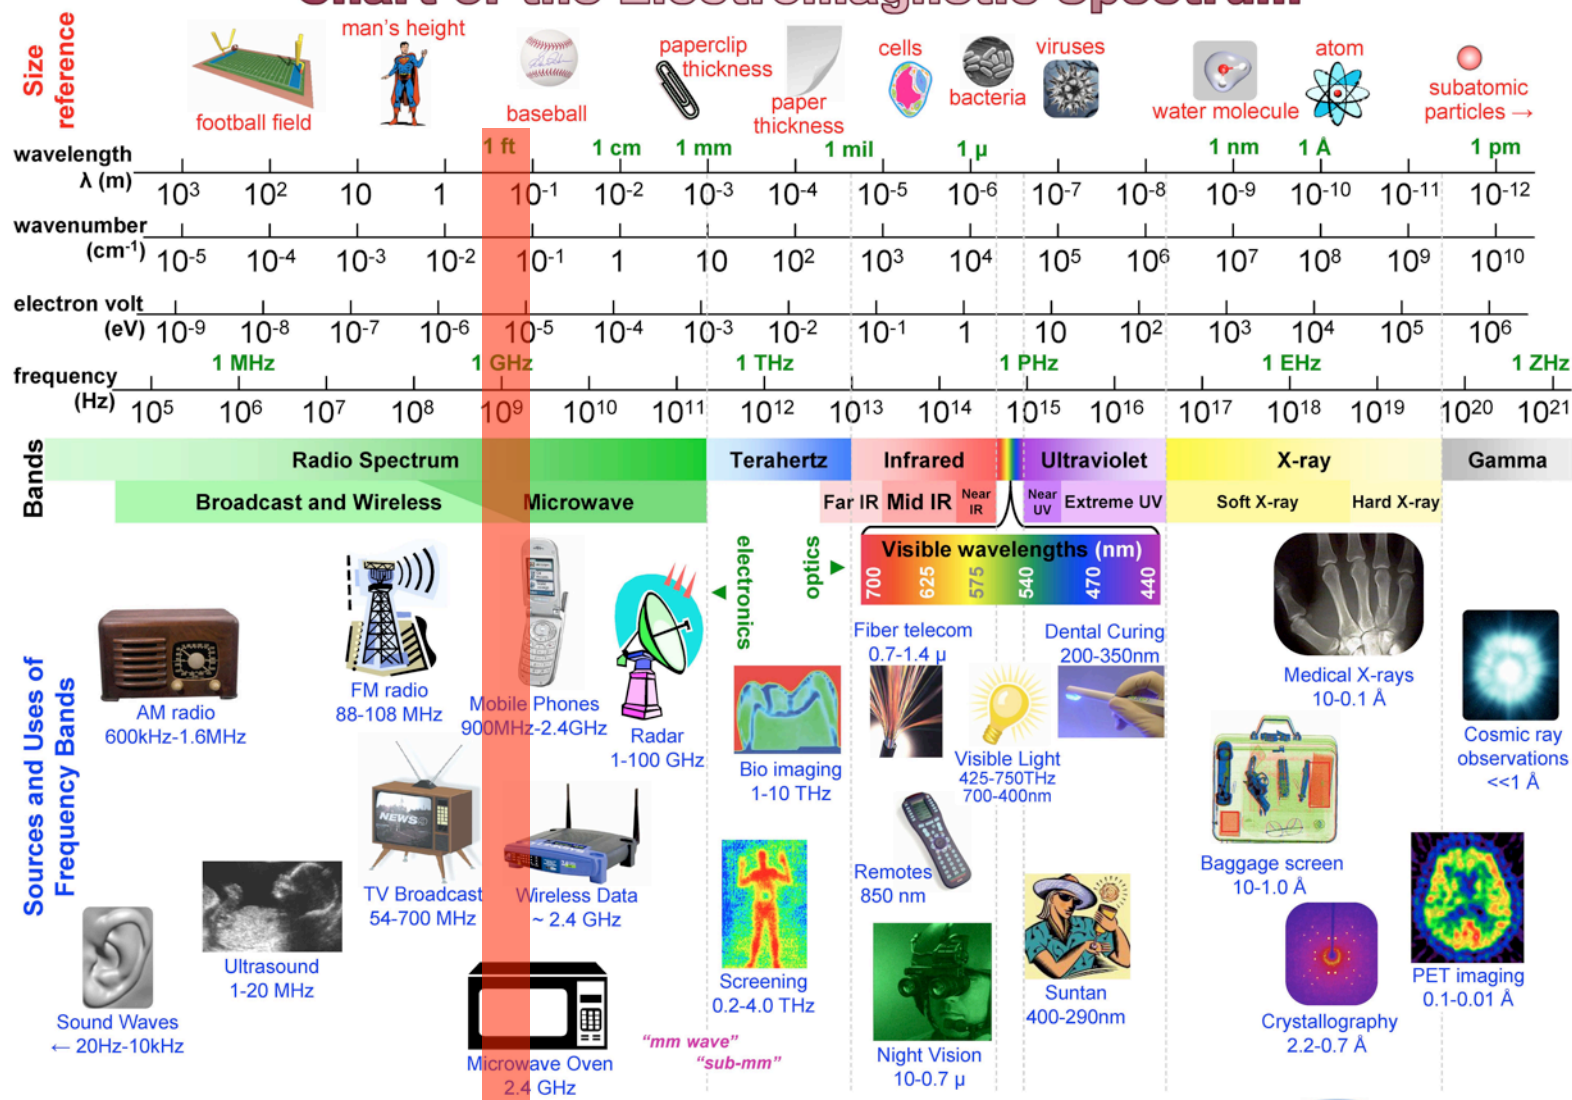 Chart of the Electromagnetic Spectrum
Size
reference
football field
man's height
baseball
paperclip
thickness
paper
thickness
cells
bacteria
viruses
water molecule
atom
subatomic
particles →
wavelength
λ (m)
1 ft
1 cm
1 mm
1 mil
1 µ
1 nm
1 Å
1 pm
10³ 10² 10 1 10⁻¹ 10⁻² 10⁻³ 10⁻⁴ 10⁻⁵ 10⁻⁶ 10⁻⁷ 10⁻⁸ 10⁻⁹ 10⁻¹⁰ 10⁻¹¹ 10⁻¹²
wavenumber
(cm⁻¹)
10⁻⁵ 10⁻⁴ 10⁻³ 10⁻² 10⁻¹ 1 10 10² 10³ 10⁴ 10⁵ 10⁶ 10⁷ 10⁸ 10⁹ 10¹⁰
electron volt
(eV)
10⁻⁹ 10⁻⁸ 10⁻⁷ 10⁻⁶ 10⁻⁵ 10⁻⁴ 10⁻³ 10⁻² 10⁻¹ 1 10 10² 10³ 10⁴ 10⁵ 10⁶
1 MHz 1 GHz 1 THz 1 PHz 1 EHz 1 ZHz
frequency
(Hz)
10⁵ 10⁶ 10⁷ 10⁸ 10⁹ 10¹⁰ 10¹¹ 10¹² 10¹³ 10¹⁴ 10¹⁵ 10¹⁶ 10¹⁷ 10¹⁸ 10¹⁹ 10²⁰ 10²¹
Bands
Radio Spectrum
Terahertz
Infrared
Ultraviolet
X-ray
Gamma
Broadcast and Wireless
Microwave
Far IR
Mid IR
Near
IR
Near
UV
Extreme UV
Soft X-ray
Hard X-ray
electronics
optics
Visible wavelengths (nm)
700 625 575 540 470 440
Sources and Uses of
Frequency Bands
AM radio
600kHz-1.6MHz
FM radio
88-108 MHz
Mobile Phones
900MHz-2.4GHz
Radar
1-100 GHz
Bio imaging
1-10 THz
Fiber telecom
0.7-1.4 µ
Dental Curing
200-350nm
Visible Light
425-750THz
700-400nm
Medical X-rays
10-0.1 Å
Cosmic ray
observations
<<1 Å
NEWS
TV Broadcast
54-700 MHz
Wireless Data
~ 2.4 GHz
Remotes
850 nm
Baggage screen
10-1.0 Å
Ultrasound
1-20 MHz
Sound Waves
← 20Hz-10kHz
Microwave Oven
2.4 GHz
Screening
0.2-4.0 THz
"mm wave"
"sub-mm"
Night Vision
10-0.7 µ
Suntan
400-290nm
Crystallography
2.2-0.7 Å
PET imaging
0.1-0.01 Å